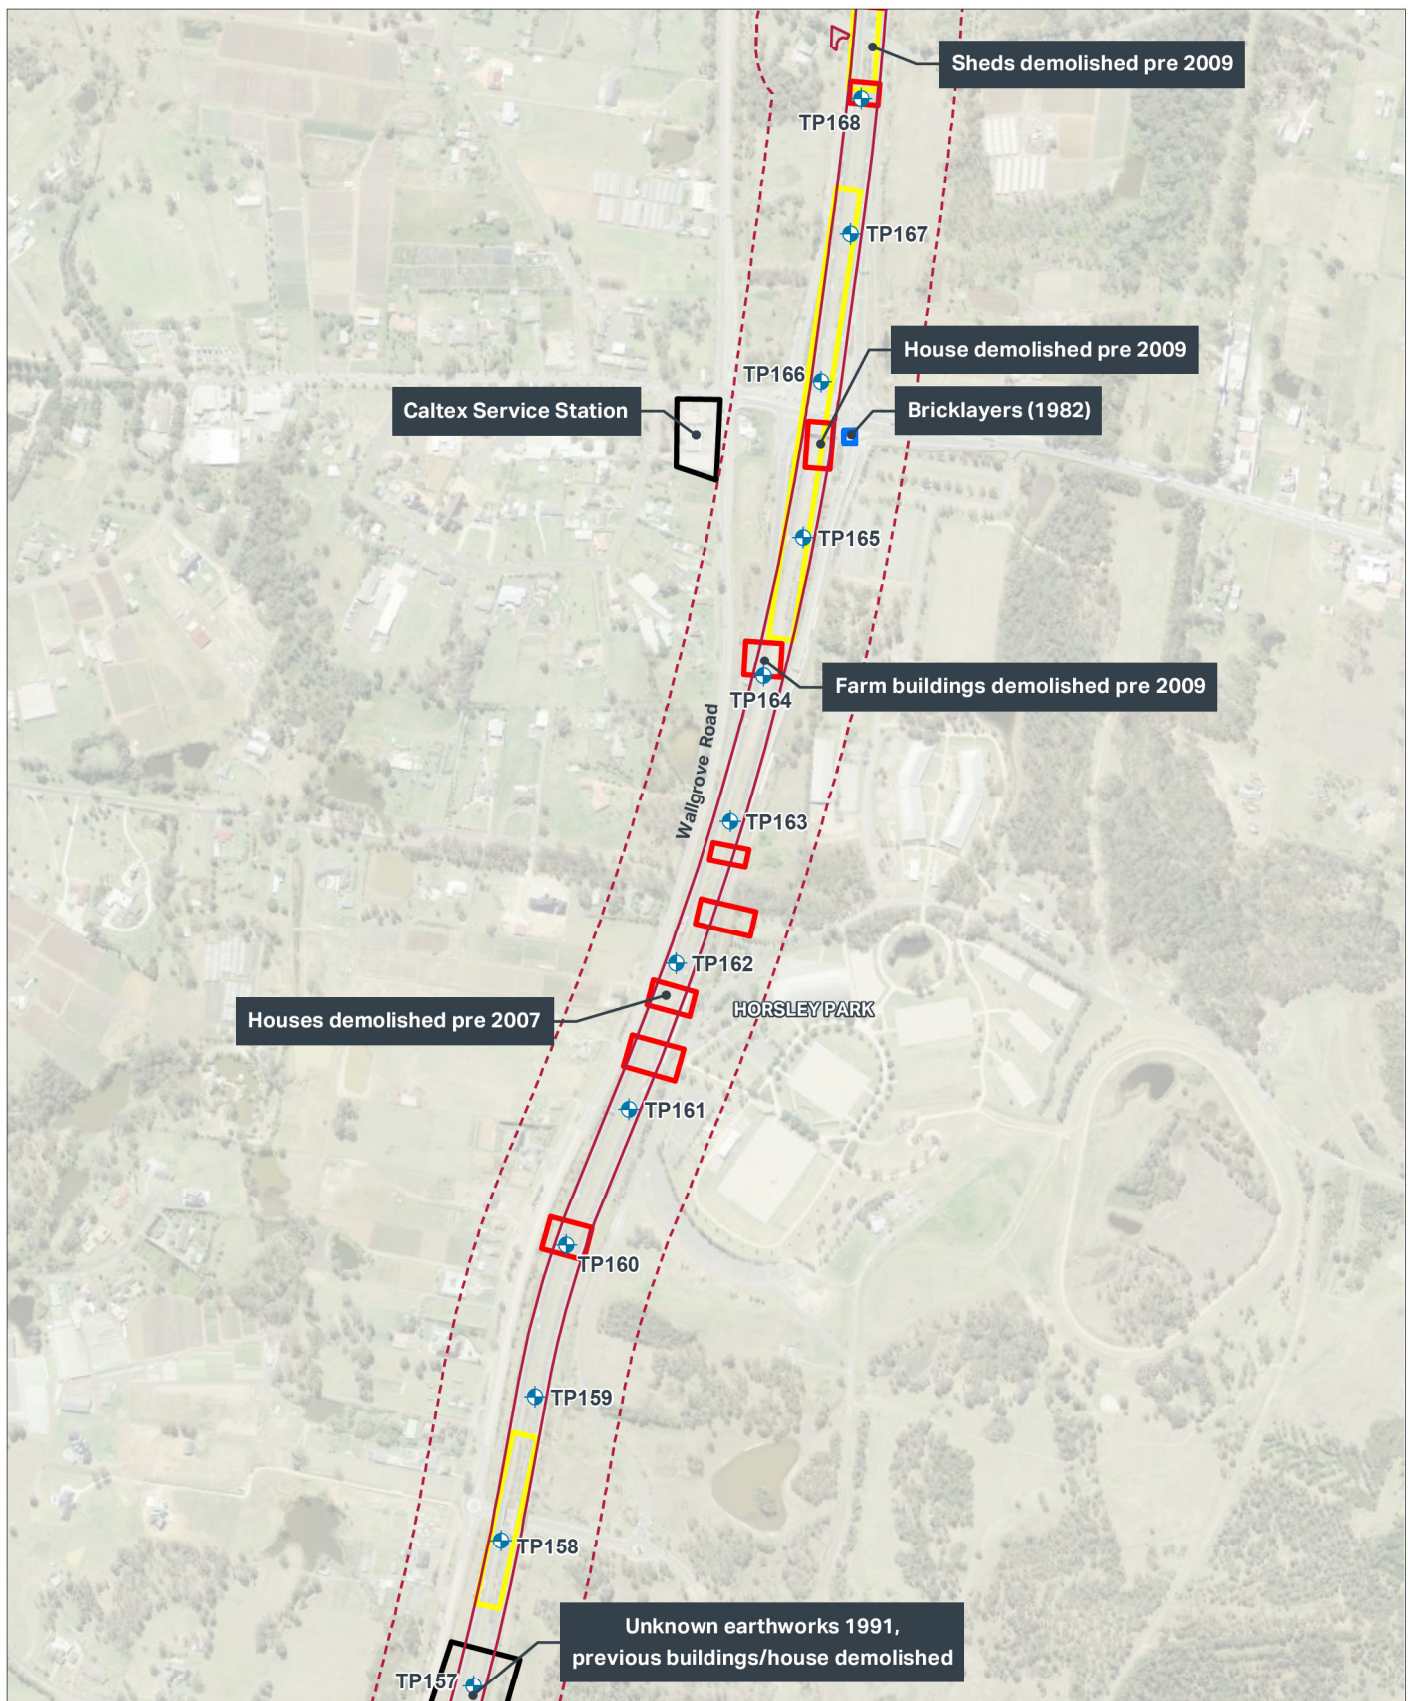 Sheds demolished pre 2009
TP168
TP167
House demolished pre 2009
TP166
Caltex Service Station
Bricklayers (1982)
TP165
Farm buildings demolished pre 2009
TP164
Wallgrove Road
TP163
TP162
HORSLEY PARK
Houses demolished pre 2007
TP161
TP160
TP159
TP158
Unknown earthworks 1991,
previous buildings/house demolished
TP157